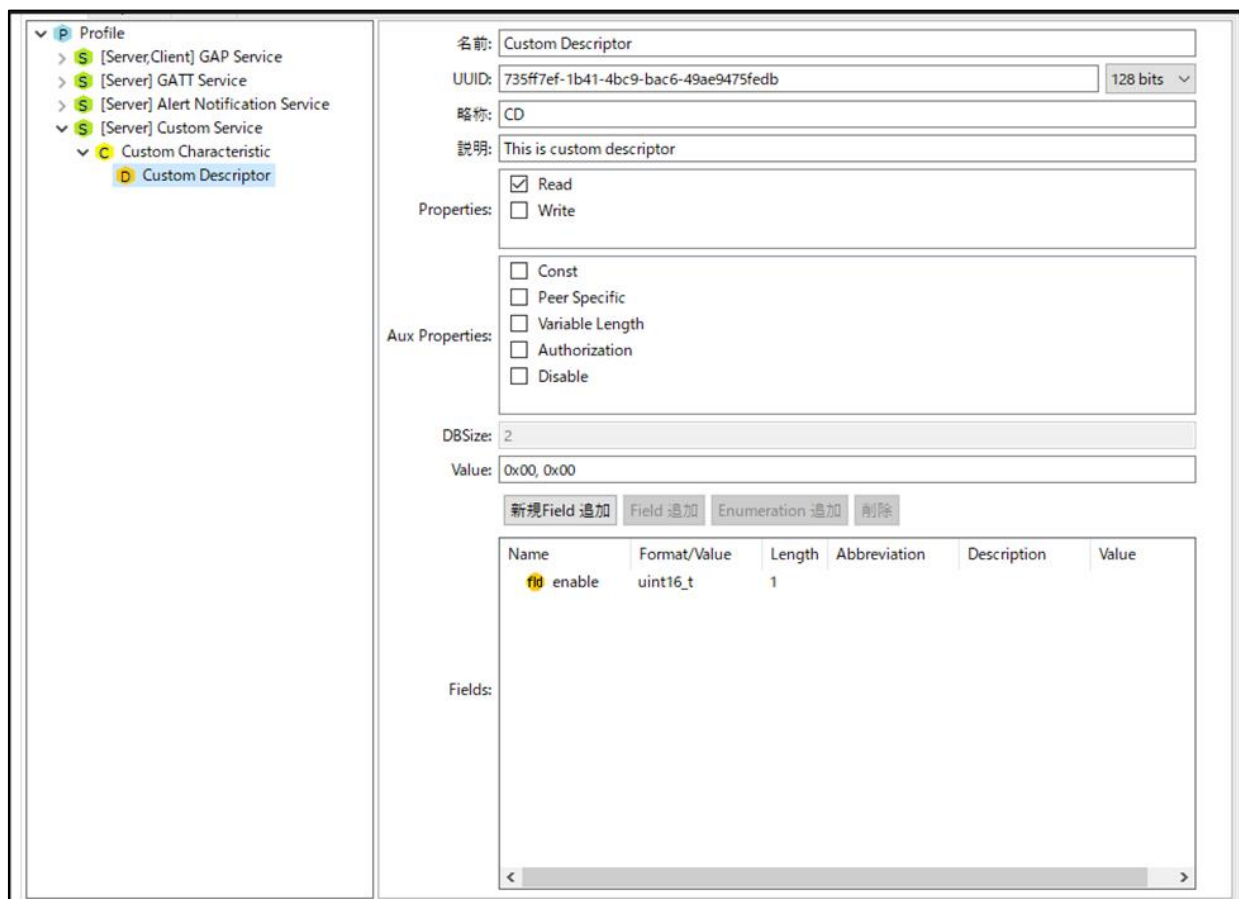 Profile
[Server,Client] GAP Service
[Server] GATT Service
[Server] Alert Notification Service
[Server] Custom Service
Custom Characteristic
Custom Descriptor
名前: Custom Descriptor
UUID: 735ff7ef-1b41-4bc9-bac6-49ae9475fedb 128 bits
略称: CD
説明: This is custom descriptor
Properties:
Read
Write
Aux Properties:
Const
Peer Specific
Variable Length
Authorization
Disable
DBSize: 2
Value: 0x00, 0x00
新規Field 追加 Field 追加 Enumeration 追加 削除
Fields:
Name Format/Value Length Abbreviation Description Value
fld enable uint16_t 1